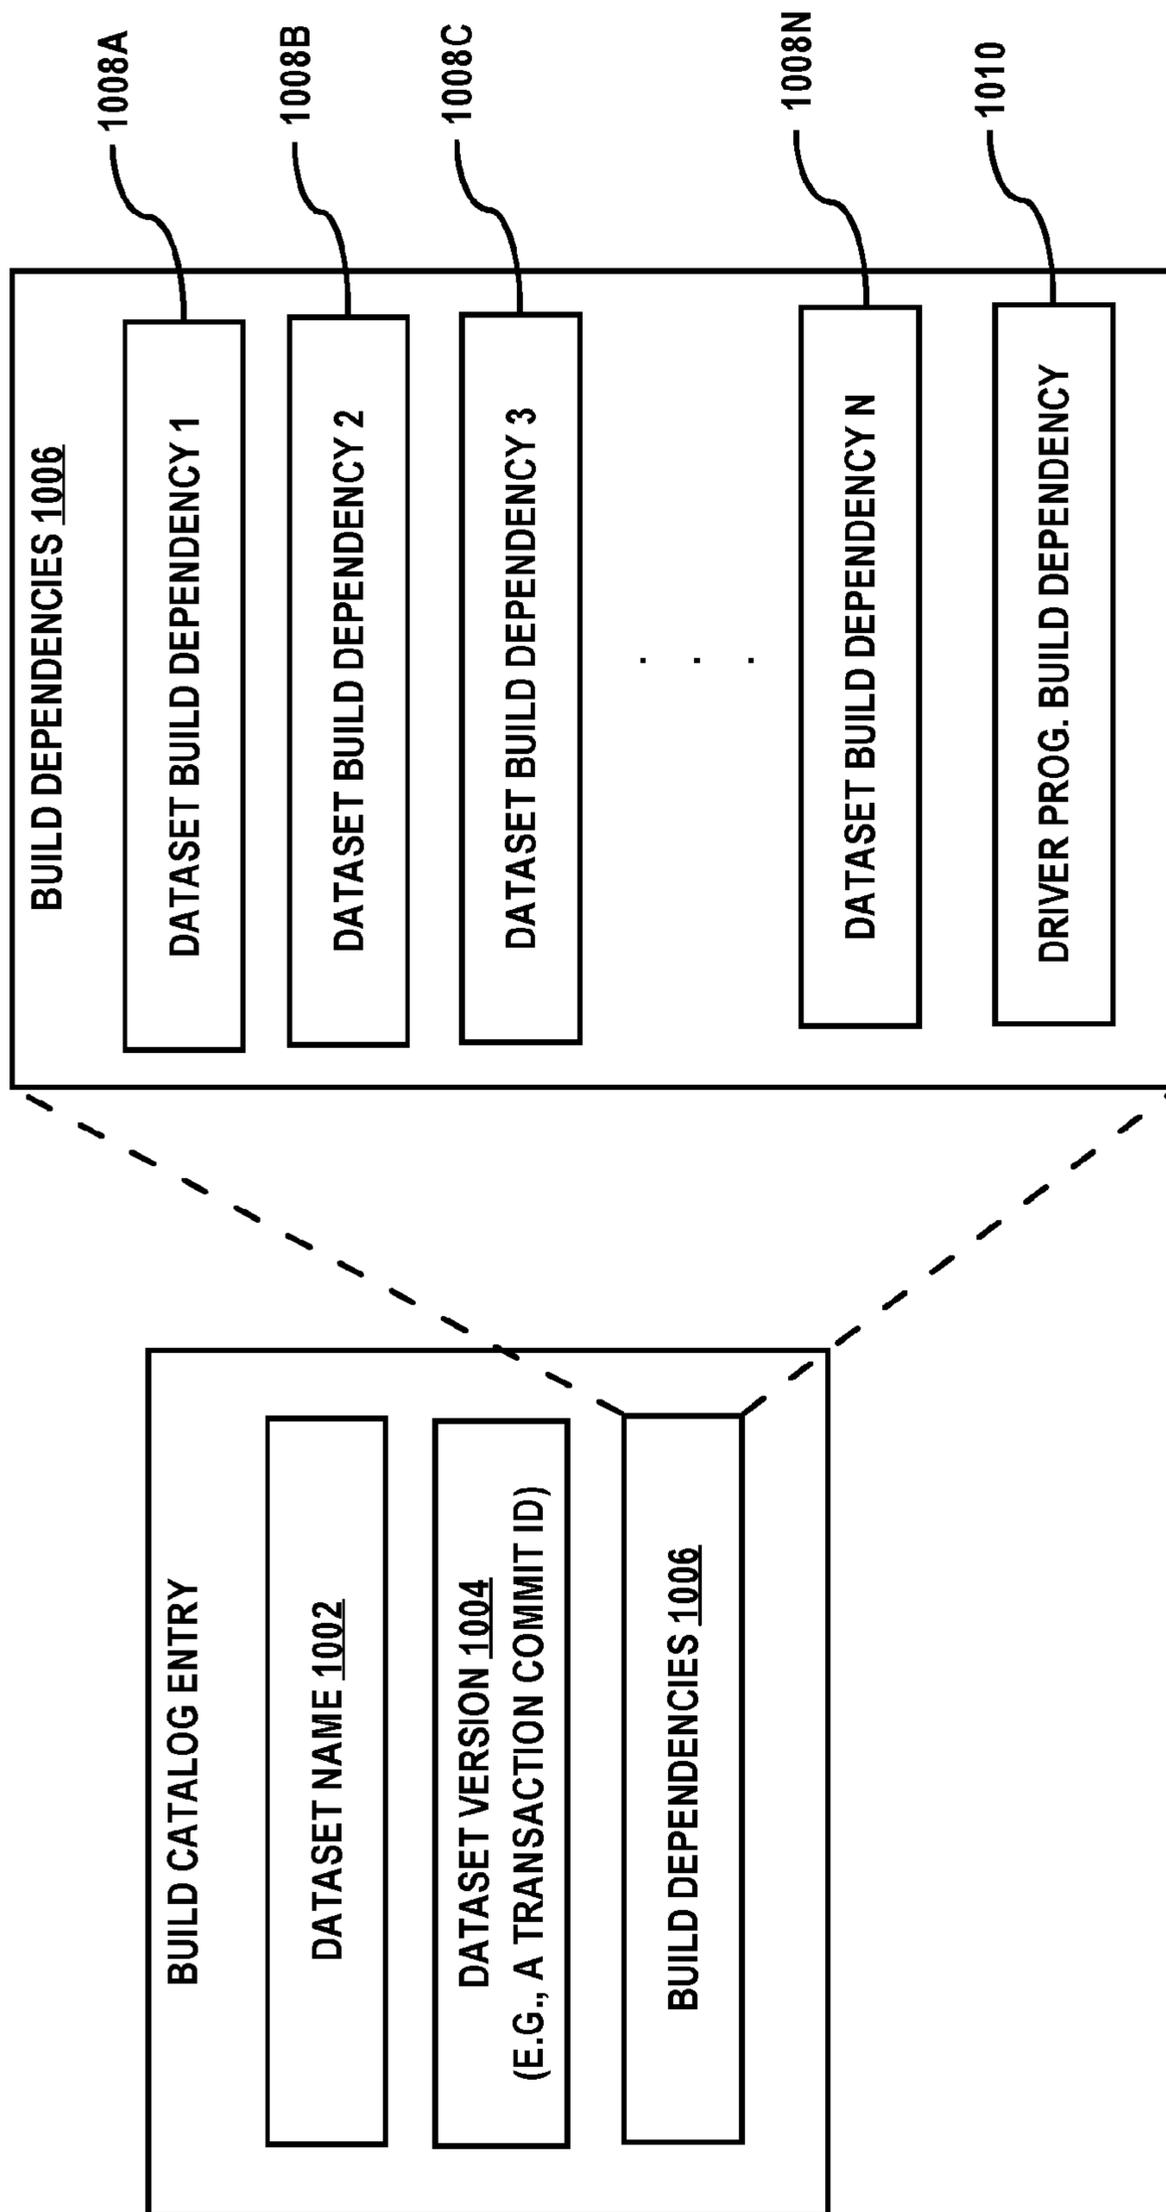 BUILD CATALOG ENTRY
DATASET NAME 1002
DATASET VERSION 1004
(E.G., A TRANSACTION COMMIT ID)
BUILD DEPENDENCIES 1006
BUILD DEPENDENCIES 1006
DATASET BUILD DEPENDENCY 1
1008A
DATASET BUILD DEPENDENCY 2
1008B
DATASET BUILD DEPENDENCY 3
1008C
. . .
DATASET BUILD DEPENDENCY N
1008N
DRIVER PROG. BUILD DEPENDENCY
1010